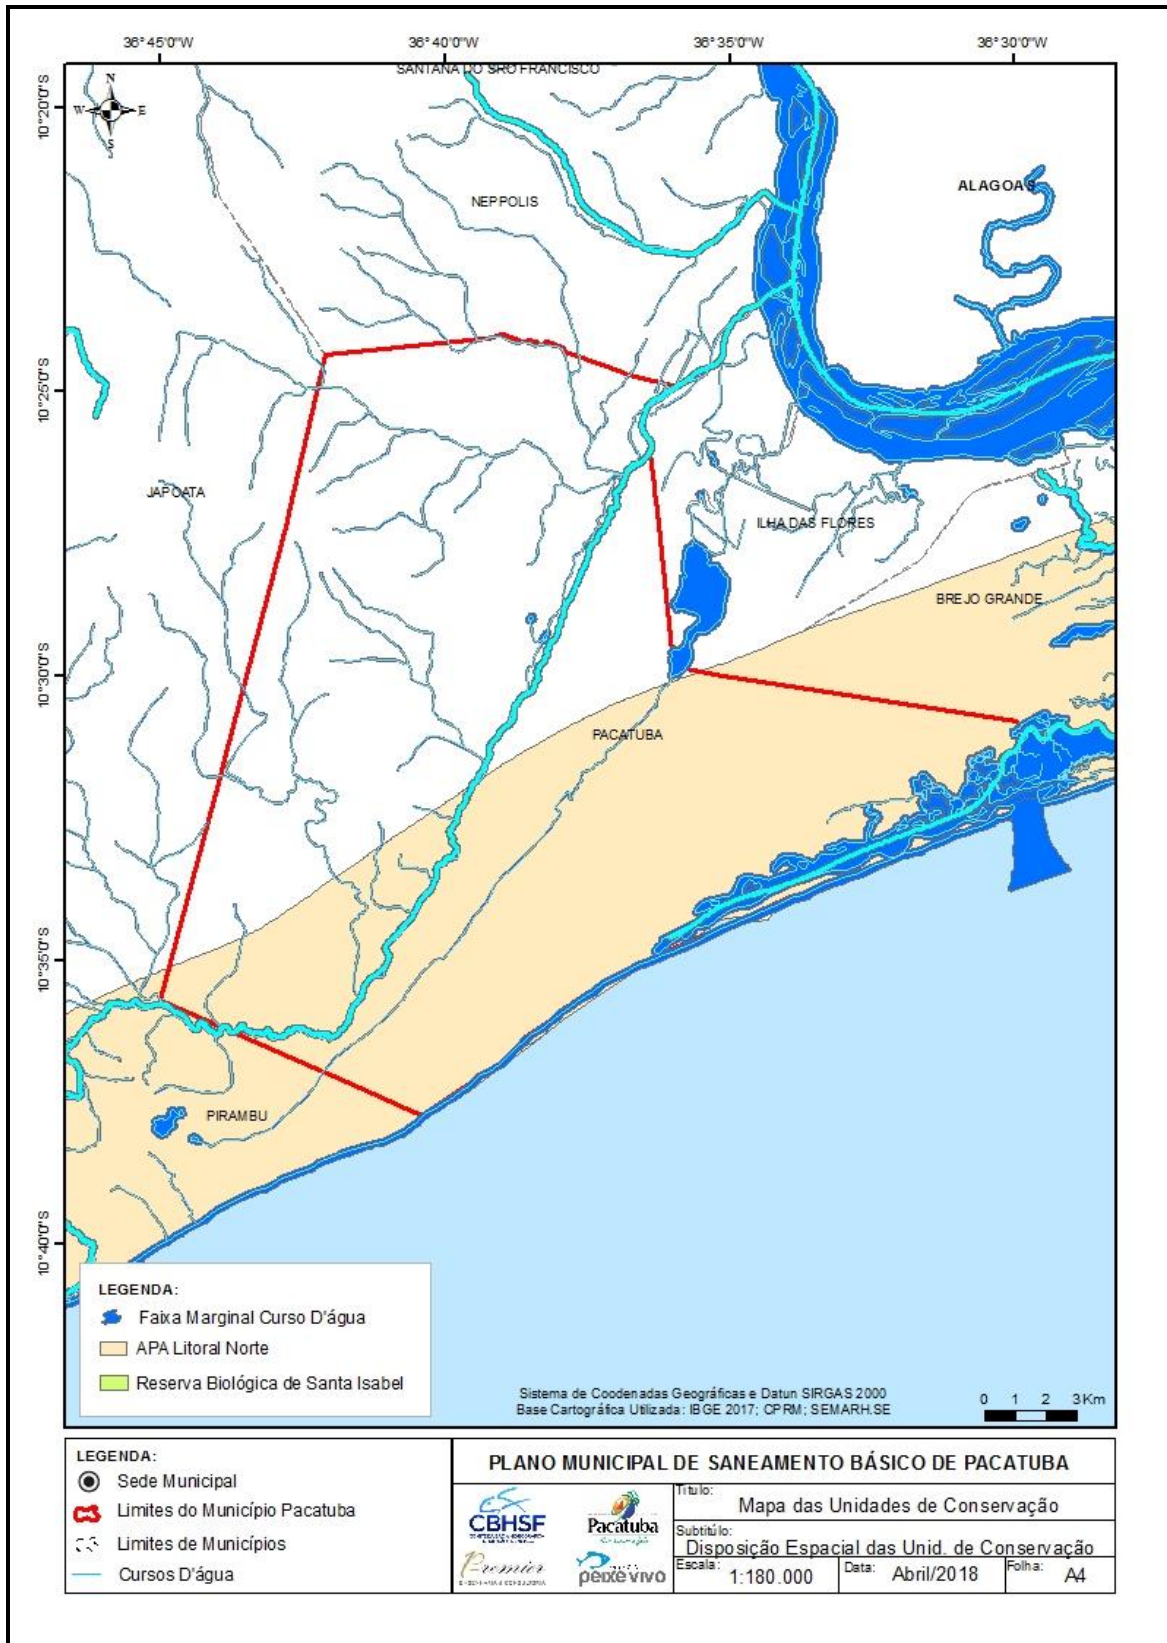 36°45'0"W
36°40'0"W
36°35'0"W
36°30'0"W
10°20'0"S
10°25'0"S
10°30'0"S
10°35'0"S
10°40'0"S
N
W
E
S
SANTANA DO SRO FRANCISCO
NEPPOLIS
ALAGOAS
JAPOATA
ILHA DAS FLORES
BREJO GRANDE
PACATUBA
PIRAMBU
LEGENDA:
Faixa Marginal Curso D'água
APA Litoral Norte
Reserva Biológica de Santa Isabel
Sistema de Coodenadas Geográficas e Datun SIRGAS 2000
Base Cartográfica Utilizada: IBGE 2017; CPRM; SEMARH.SE
0 1 2 3Km
LEGENDA:
Sede Municipal
Limites do Município Pacatuba
Limites de Municípios
Cursos D'água
PLANO MUNICIPAL DE SANEAMENTO BÁSICO DE PACATUBA
CBHSF
Pacatuba
Premier
peixe vivo
Título:
Mapa das Unidades de Conservação
Subtitúlo:
Disposição Espacial das Unid. de Conservação
Escala:
1:180.000
Data:
Abril/2018
Folha:
A4